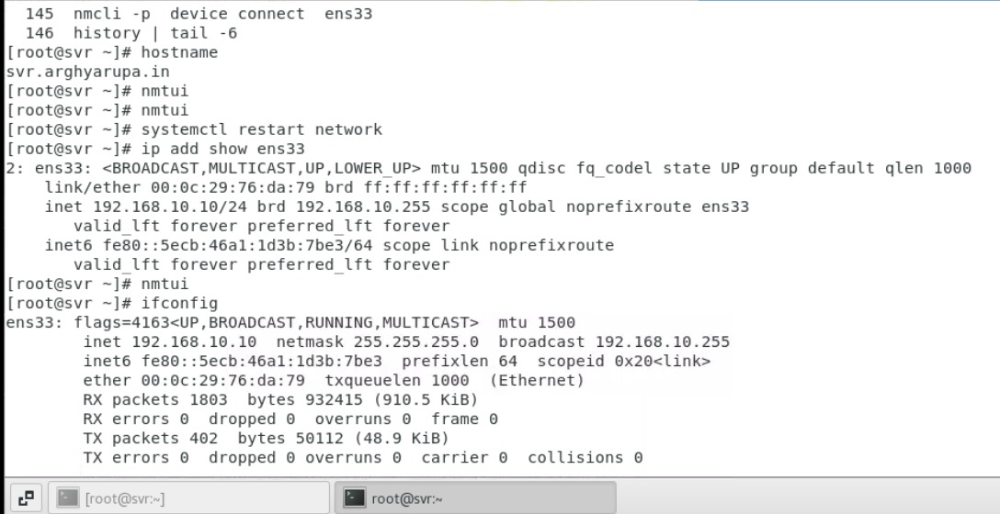 145  nmcli -p  device connect  ens33
146  history | tail -6
[root@svr ~]# hostname
svr.arghyarupa.in
[root@svr ~]# nmtui
[root@svr ~]# nmtui
[root@svr ~]# systemctl restart network
[root@svr ~]# ip add show ens33
2: ens33: <BROADCAST,MULTICAST,UP,LOWER_UP> mtu 1500 qdisc fq_codel state UP group default qlen 1000
link/ether 00:0c:29:76:da:79 brd ff:ff:ff:ff:ff:ff
inet 192.168.10.10/24 brd 192.168.10.255 scope global noprefixroute ens33
valid_lft forever preferred_lft forever
inet6 fe80::5ecb:46a1:1d3b:7be3/64 scope link noprefixroute
valid_lft forever preferred_lft forever
[root@svr ~]# nmtui
[root@svr ~]# ifconfig
ens33: flags=4163<UP,BROADCAST,RUNNING,MULTICAST>  mtu 1500
inet 192.168.10.10  netmask 255.255.255.0  broadcast 192.168.10.255
inet6 fe80::5ecb:46a1:1d3b:7be3  prefixlen 64  scopeid 0x20<link>
ether 00:0c:29:76:da:79  txqueuelen 1000  (Ethernet)
RX packets 1803  bytes 932415 (910.5 KiB)
RX errors 0  dropped 0  overruns 0  frame 0
TX packets 402  bytes 50112 (48.9 KiB)
TX errors 0  dropped 0 overruns 0  carrier 0  collisions 0
[root@svr:~]
root@svr:~